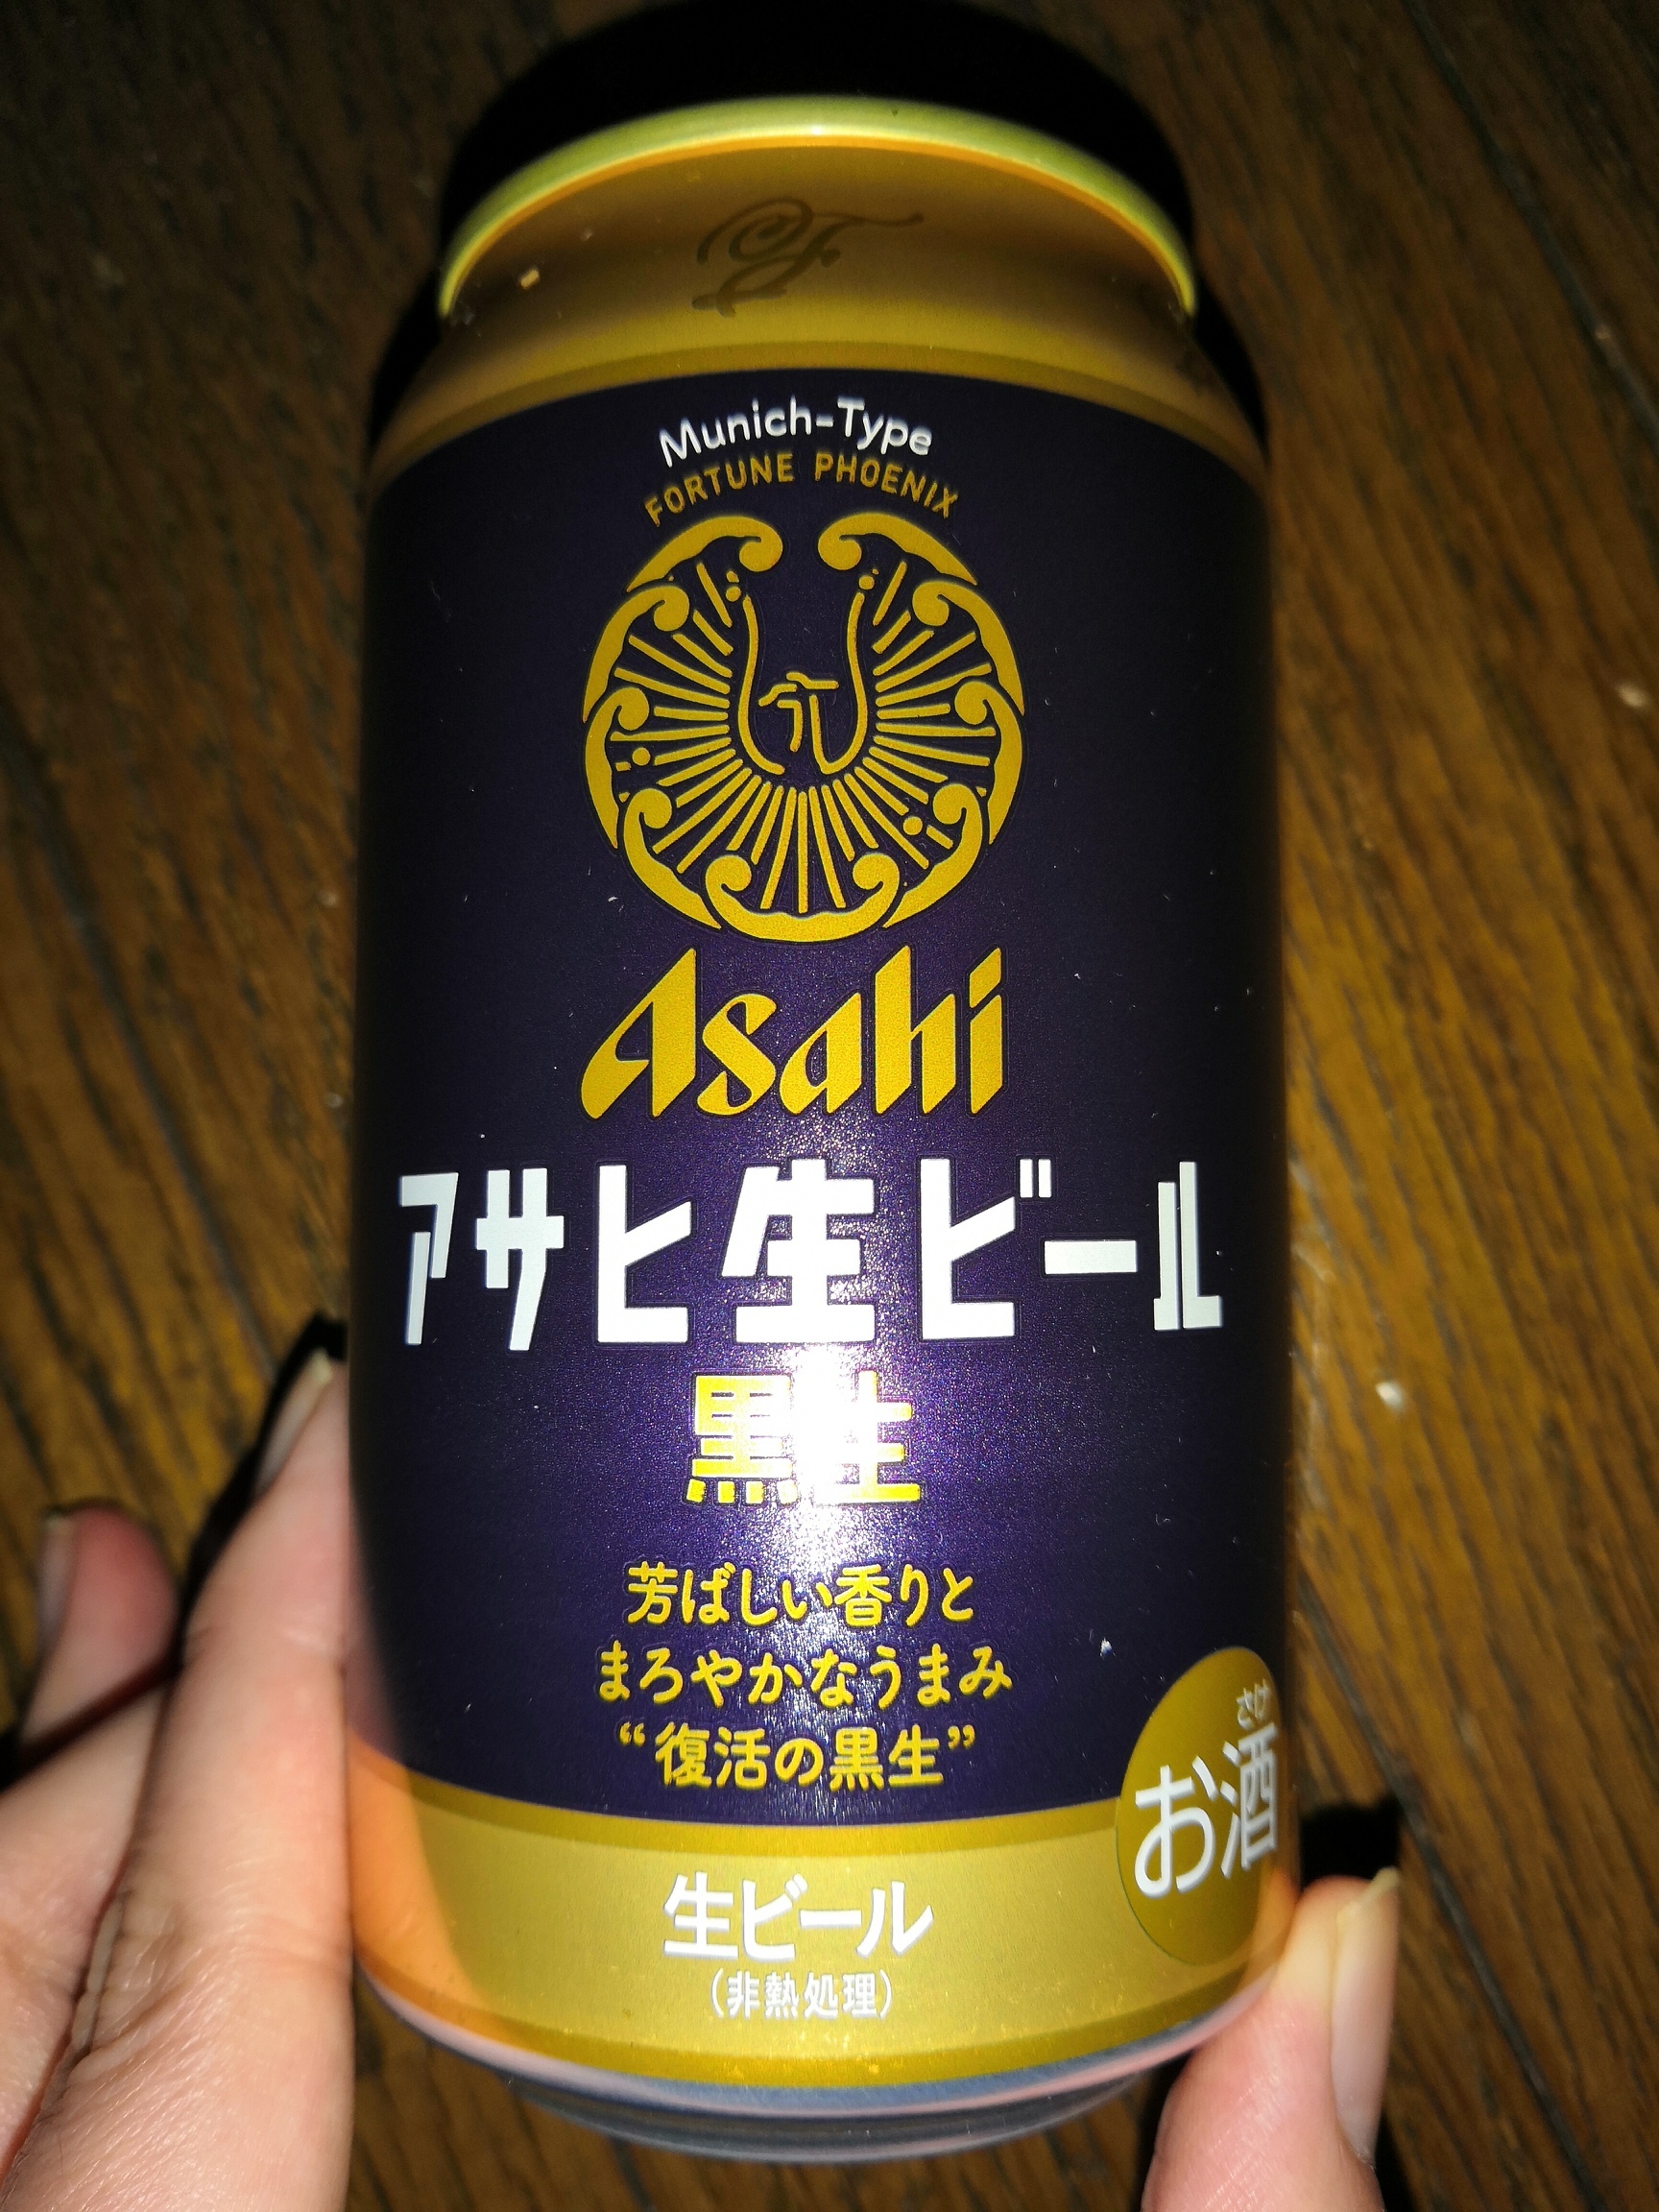 Munich-Type
FORTUNE PHOENIX
Asahi
アサヒ生ビール
黒生
芳ばしい香りと
まろやかなうまみ
“復活の黒生”
さけ
お酒
生ビール
(非熱処理)